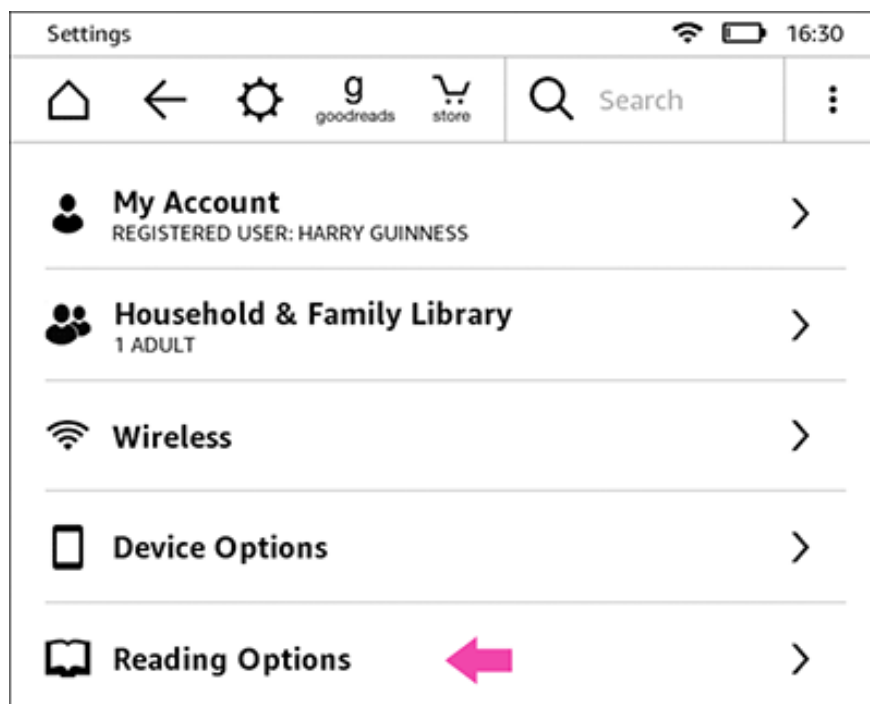 Settings 16:30
g
goodreads store Search
My Account
REGISTERED USER: HARRY GUINNESS
Household & Family Library
1 ADULT
Wireless
Device Options
Reading Options